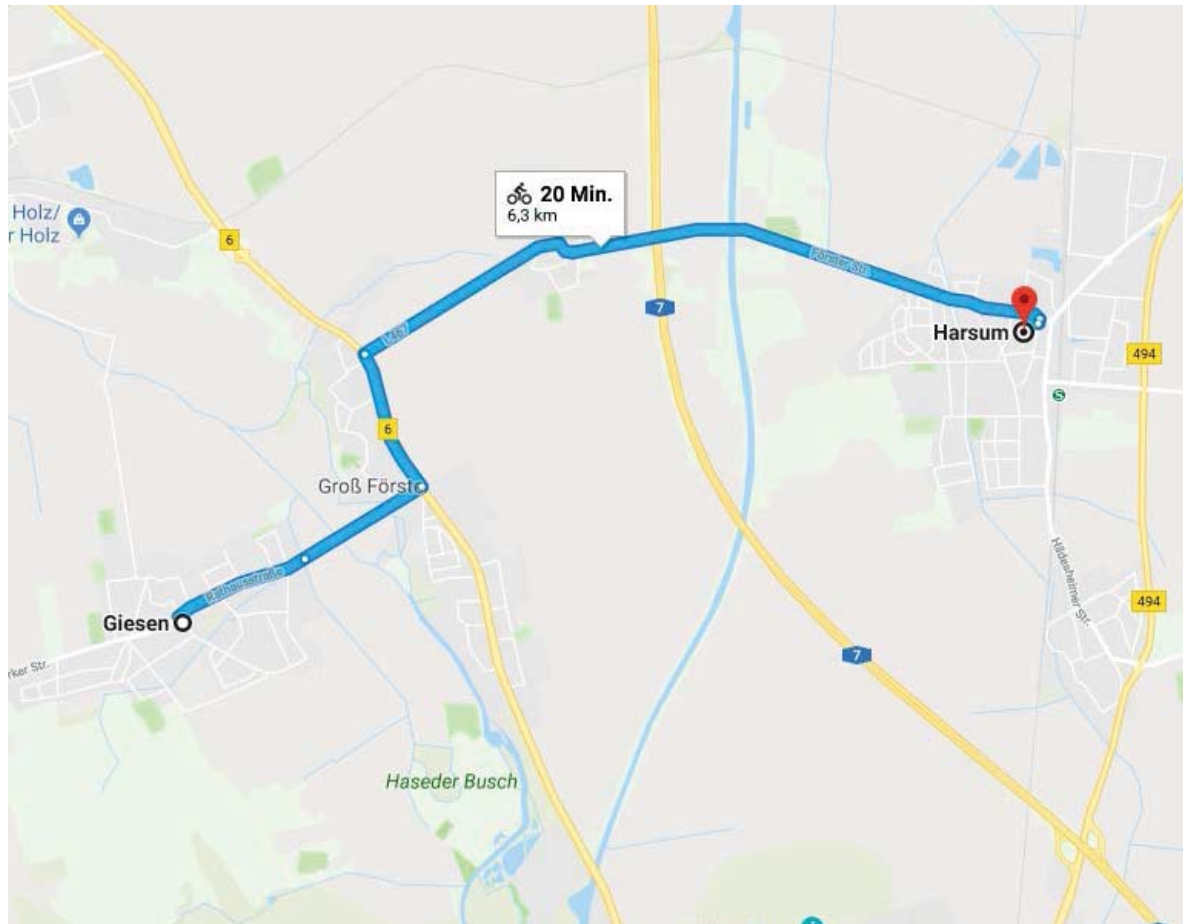 6
Holz/
r Holz
20 Min.
6,3 km
Förster Str.
7
Harsum
494
S
6
Groß Först
Rathausstraße
Giesen
rker Str.
Hildesheimer Str.
494
7
Haseder Busch